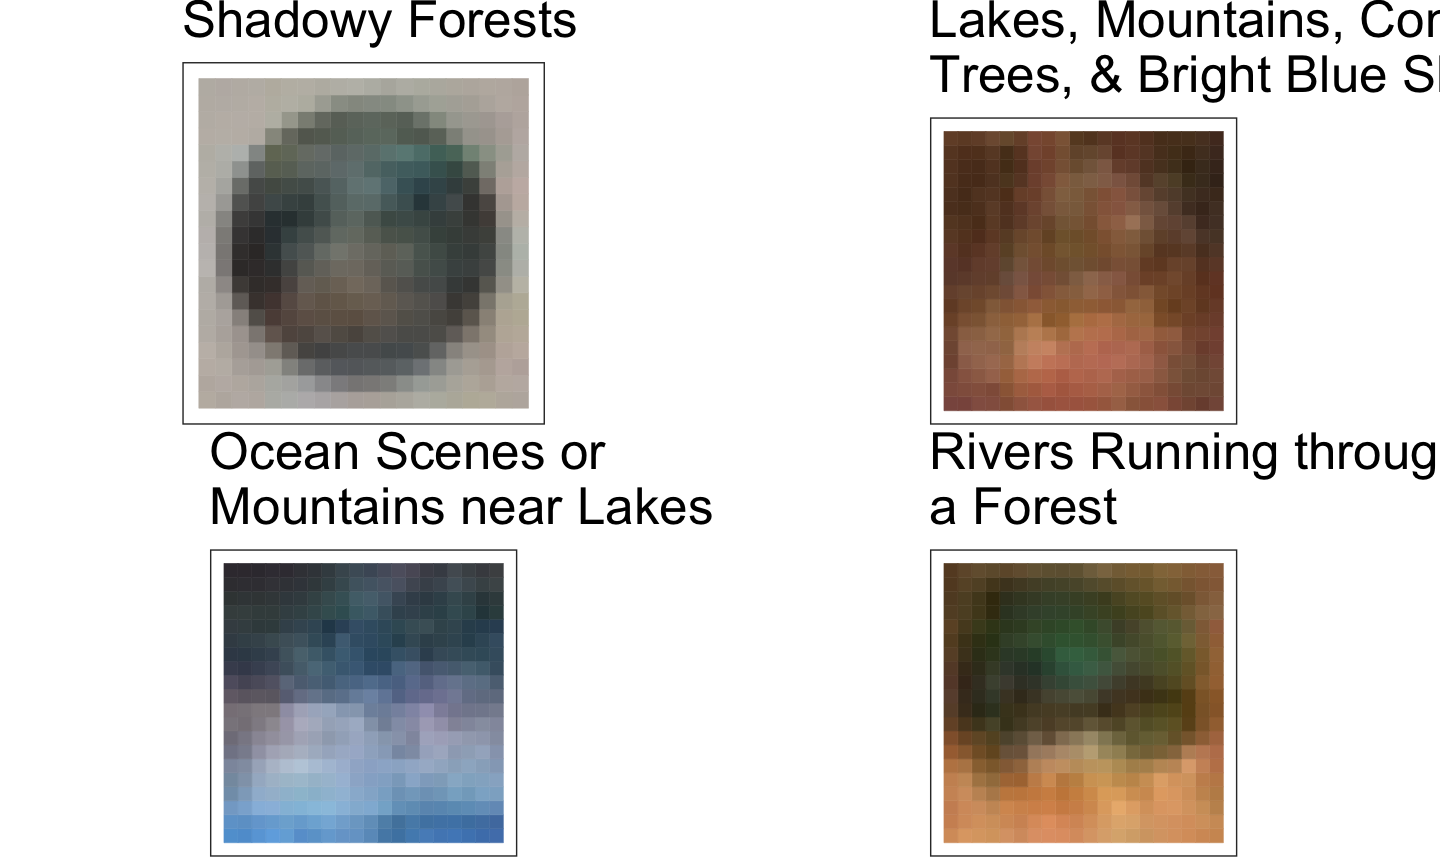 Shadowy Forests
Lakes, Mountains,
Trees, & Bright Blue
Ocean Scenes or
Mountains near Lakes
Rivers Running
a Forest